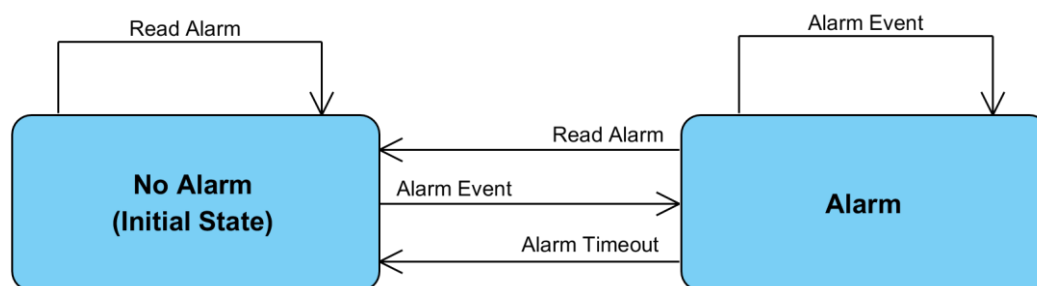 Read Alarm
Alarm Event
Read Alarm
No Alarm
(Initial State)
Alarm Event
Alarm
Alarm Timeout